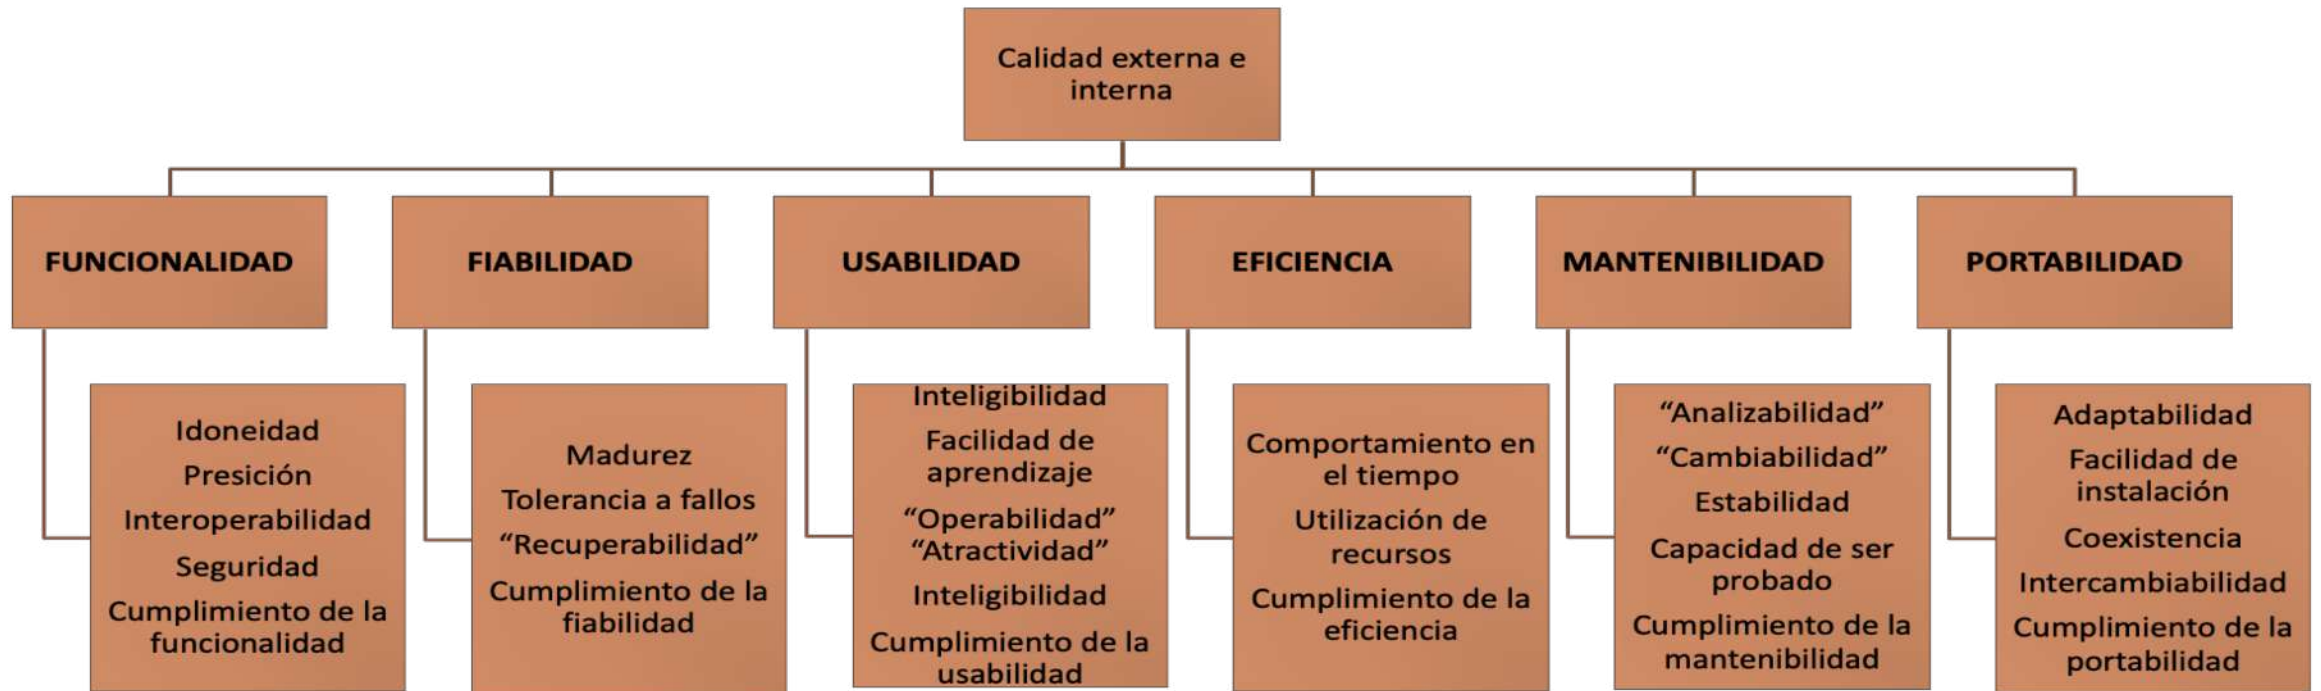 Calidad externa e
interna
FUNCIONALIDAD
FIABILIDAD
USABILIDAD
EFICIENCIA
MANTENIBILIDAD
PORTABILIDAD
Idoneidad
Presición
Interoperabilidad
Seguridad
Cumplimiento de la
funcionalidad
Madurez
Tolerancia a fallos
“Recuperabilidad”
Cumplimiento de la
fiabilidad
Inteligibilidad
Facilidad de
aprendizaje
“Operabilidad”
“Atractividad”
Inteligibilidad
Cumplimiento de la
usabilidad
Comportamiento en
el tiempo
Utilización de
recursos
Cumplimiento de la
eficiencia
“Analizabilidad”
“Cambiabilidad”
Estabilidad
Capacidad de ser
probado
Cumplimiento de la
mantenibilidad
Adaptabilidad
Facilidad de
instalación
Coexistencia
Intercambiabilidad
Cumplimiento de la
portabilidad